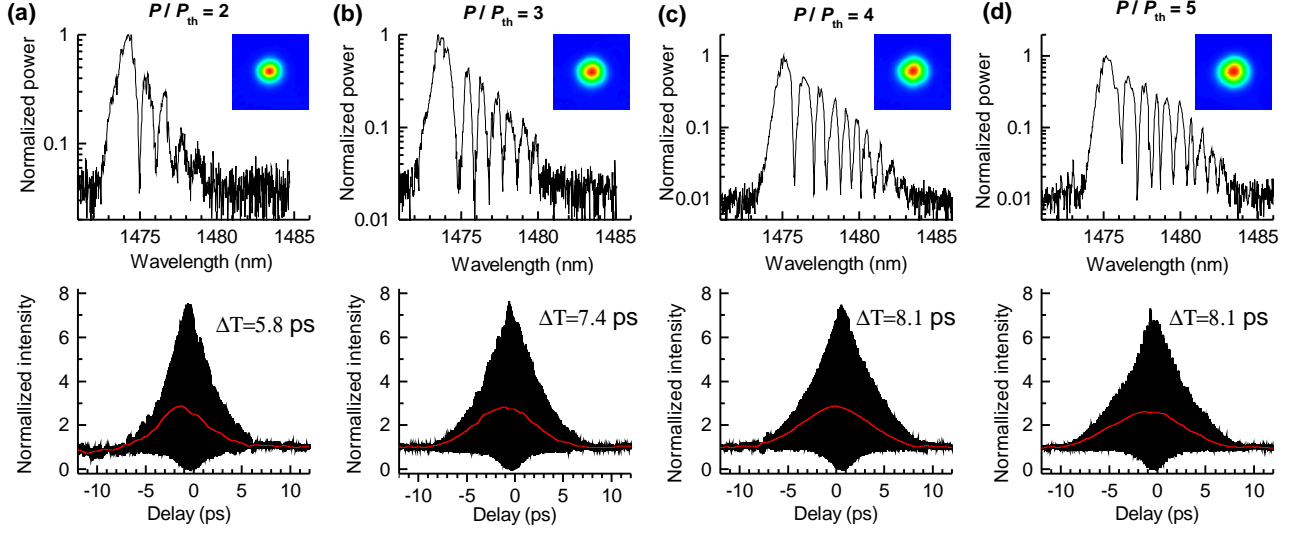 (a) P / P_th = 2
(b) P / P_th = 3
(c) P / P_th = 4
(d) P / P_th = 5
Normalized power
1
0.1
1475 1480 1485
Wavelength (nm)
Normalized power
1
0.1
0.01
1475 1480 1485
Wavelength (nm)
Normalized power
1
0.1
0.01
1475 1480 1485
Wavelength (nm)
Normalized power
1
0.1
0.01
1475 1480 1485
Wavelength (nm)
Normallized intensity
8
6
4
2
0
ΔT=5.8 ps
-10 -5 0 5 10
Delay (ps)
Normallized intensity
8
6
4
2
0
ΔT=7.4 ps
-10 -5 0 5 10
Delay (ps)
Normallized intensity
8
6
4
2
0
ΔT=8.1 ps
-10 -5 0 5 10
Delay (ps)
Normallized intensity
8
6
4
2
0
ΔT=8.1 ps
-10 -5 0 5 10
Delay (ps)